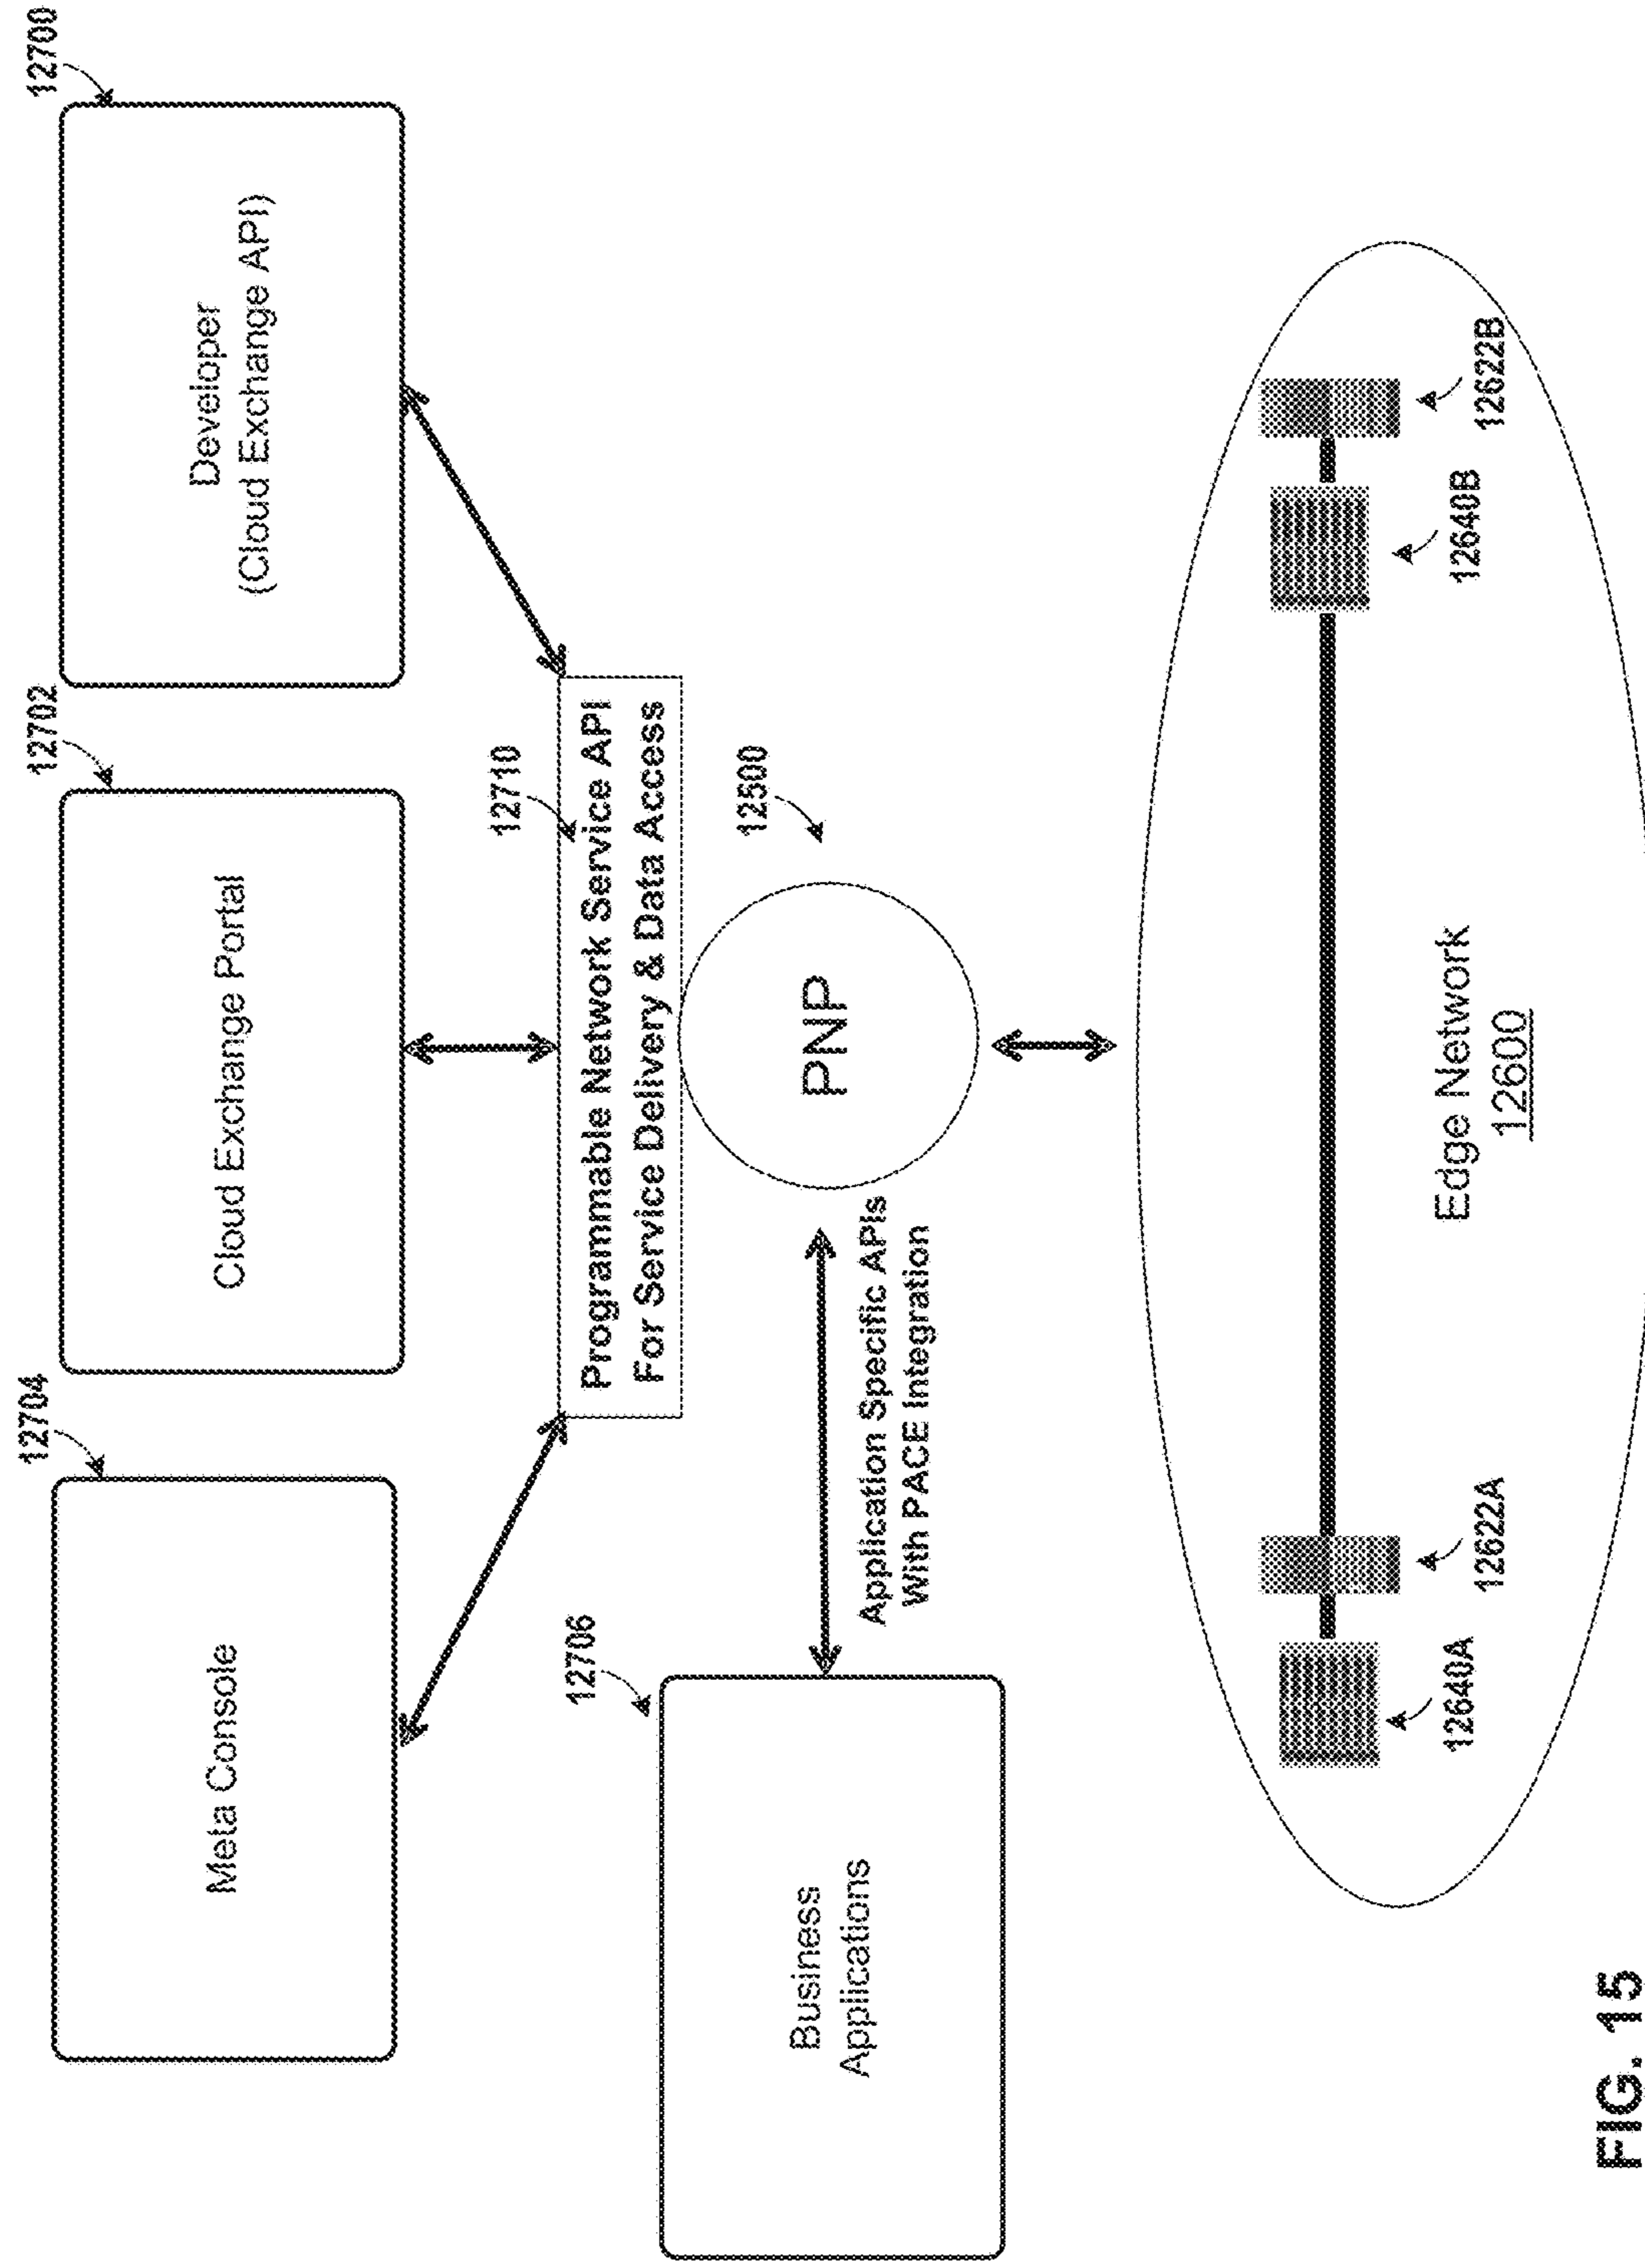 12704
12702
12700
Meta Console
Cloud Exchange Portal
Developer
(Cloud Exchange API)
12710
Programmable Network Service API
For Service Delivery & Data Access
12706
12500
Business
Applications
PNP
Application Specific APIs
With PACE Integration
12640A
12622A
12640B
12622B
Edge Network
12600
FIG. 15